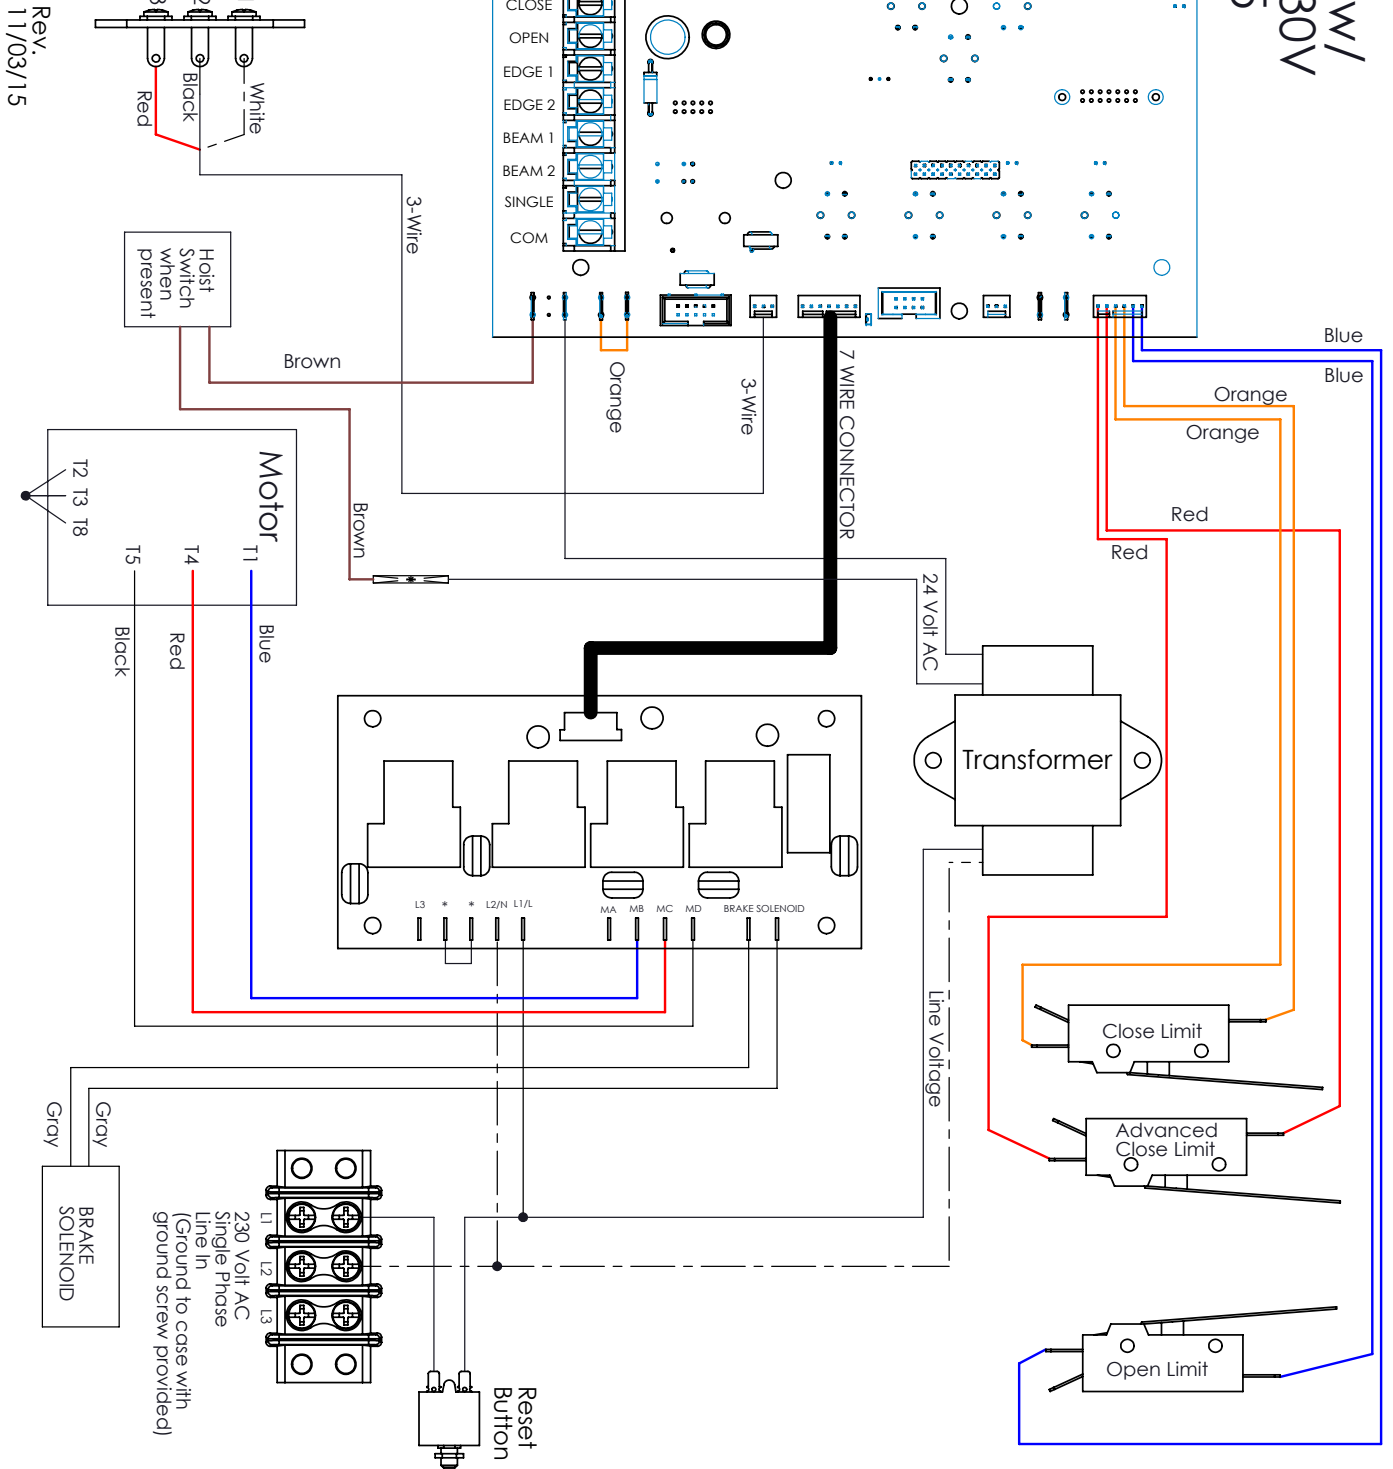 w/
30V
Rev.
11/03/15
3
2
1
White
Black
Red
CLOSE
OPEN
EDGE 1
EDGE 2
BEAM 1
BEAM 2
SINGLE
COM
3-Wire
Hoist
Switch
when
present
Brown
Orange
3-Wire
7 WIRE CONNECTOR
Blue
Blue
Orange
Orange
Red
Red
Motor
T2
T3
T8
T5
T4
T1
Brown
Black
Red
Blue
24 Volt AC
Transformer
L3
*
*
L2/N
L1/L
MA
MB
MC
MD
BRAKE SOLENOID
Line Voltage
Close Limit
Advanced
Close Limit
Open Limit
Gray
Gray
BRAKE
SOLENOID
L1
L2
L3
230 Volt AC
Single Phase
Line In
(Ground to case with
ground screw provided)
Reset
Button